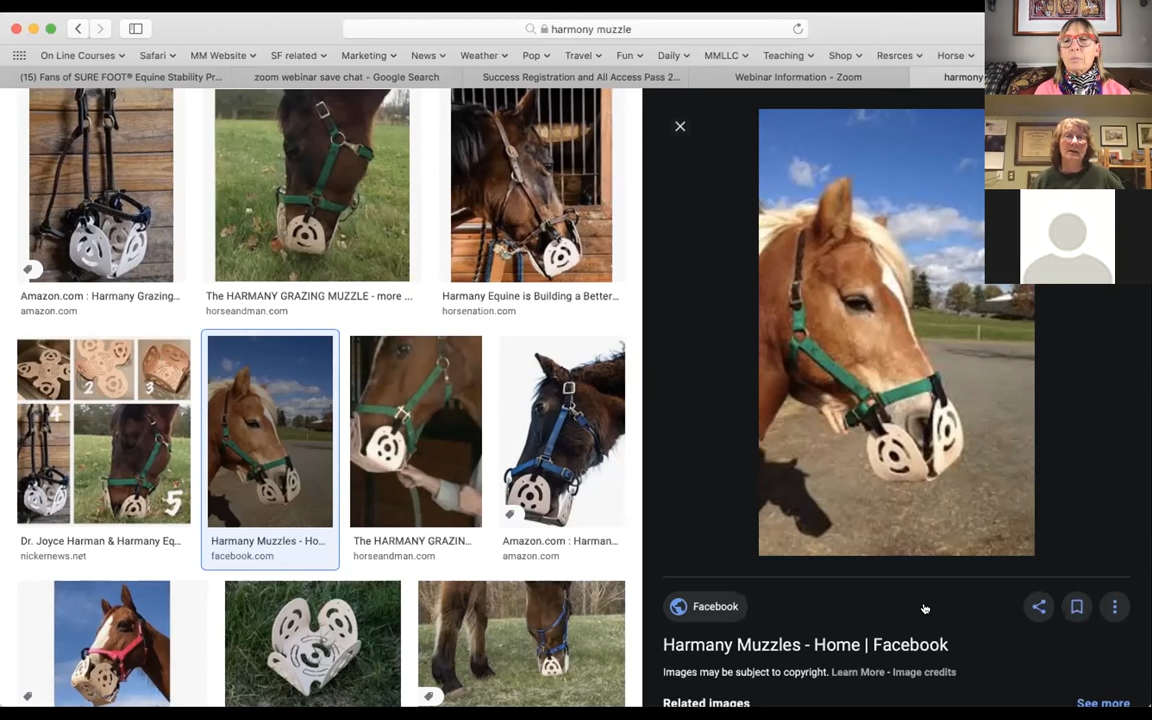 harmony muzzle
On Line Courses
Safari
MM Website
SF related
Marketing
News
Weather
Pop
Travel
Fun
Daily
MMLLC
Teaching
Shop
Resrces
Horse
(15) Fans of SURE FOOT® Equine Stability Pr...
zoom webinar save chat - Google Search
Success Registration and All Access Pass 2...
Webinar Information - Zoom
harmony
Amazon.com : Harmany Grazing...
amazon.com
The HARMANY GRAZING MUZZLE - more ...
horseandman.com
Harmany Equine is Building a Better...
horsenation.com
2
3
4
5
Dr. Joyce Harman & Harmany Eq...
nickernews.net
Harmany Muzzles - Ho...
facebook.com
The HARMANY GRAZIN...
horseandman.com
Amazon.com : Harman...
amazon.com
Facebook
Harmany Muzzles - Home | Facebook
Images may be subject to copyright. Learn More - Image credits
Related images
See more